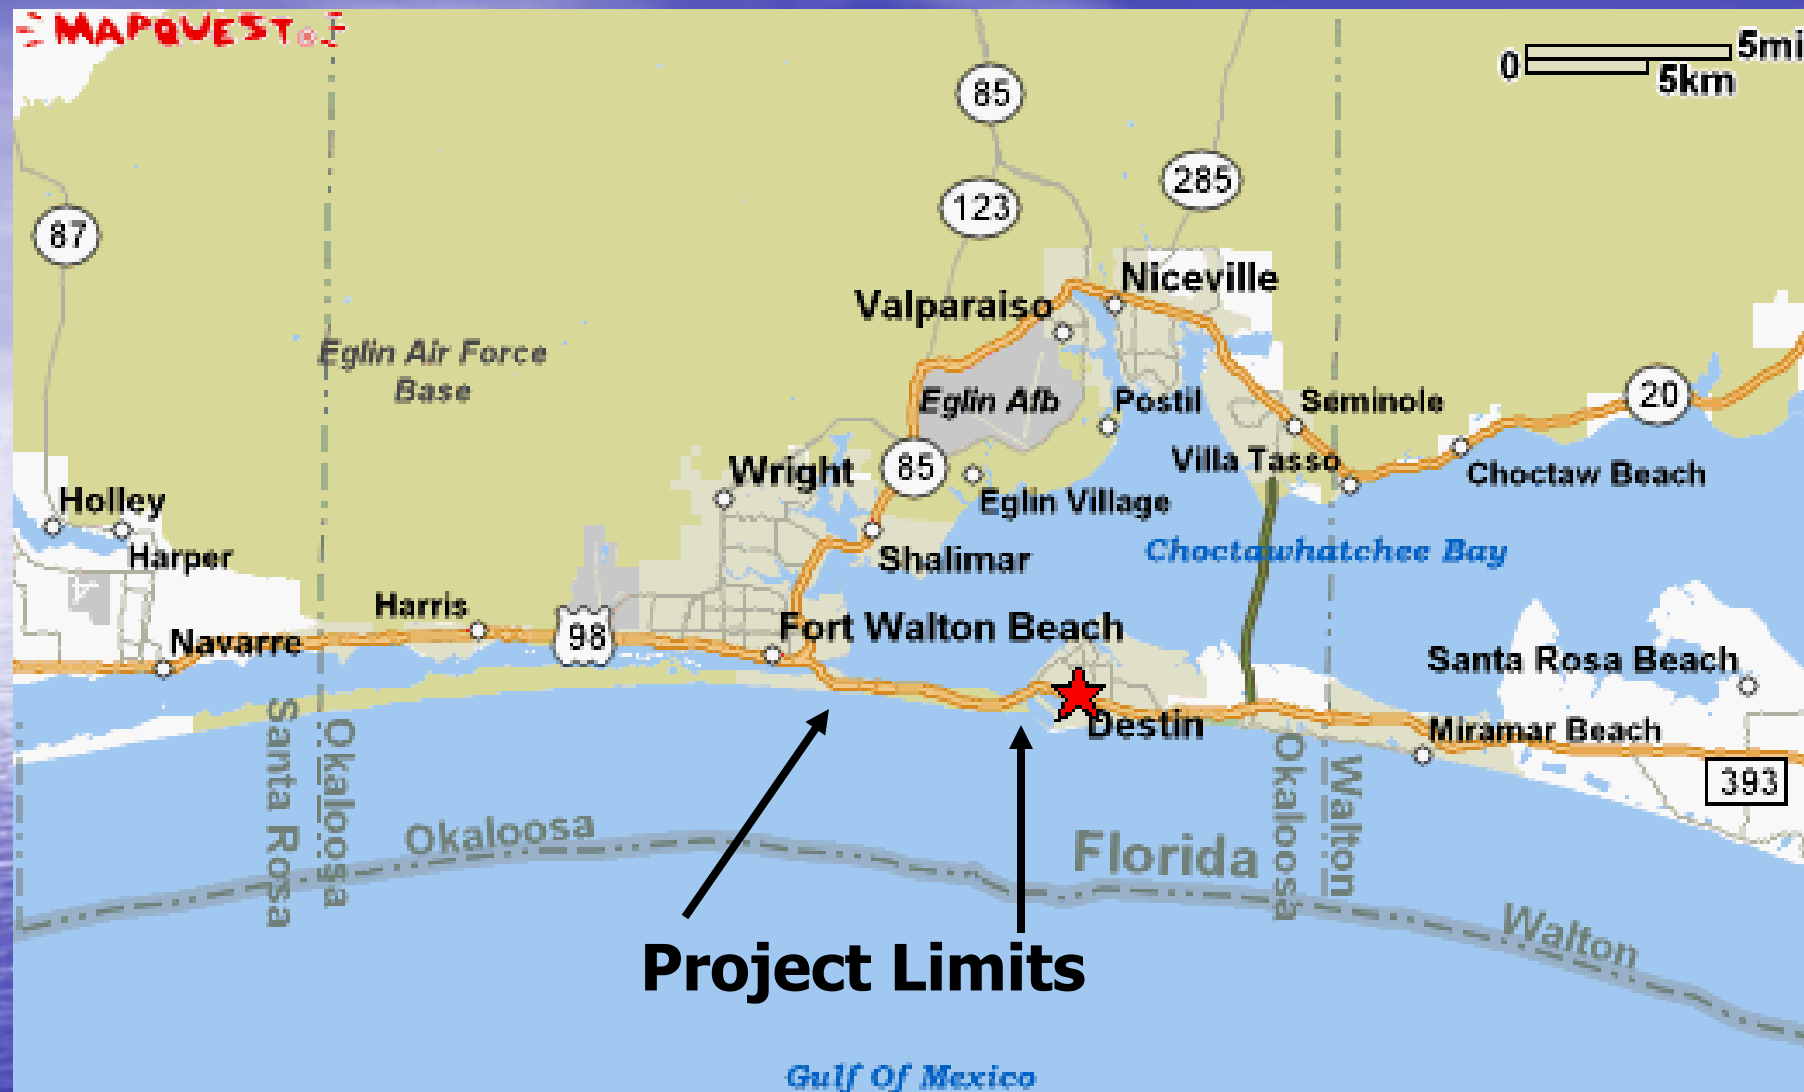 MAPQUEST®
0
5mi
5km
85
285
123
87
Niceville
Valparaiso
Eglin Air Force
Base
Eglin Afb
Postil
Seminole
20
Wright
85
Villa Tasso
Choctaw Beach
Holley
Eglin Village
Harper
Shalimar
Choctawhatchee Bay
Harris
98
Fort Walton Beach
Navarre
Santa Rosa Beach
Destin
Miramar Beach
393
Santa Rosa
Okaloosa
Okaloosa
Florida
Okaloosa
Walton
Walton
Project Limits
Gulf Of Mexico